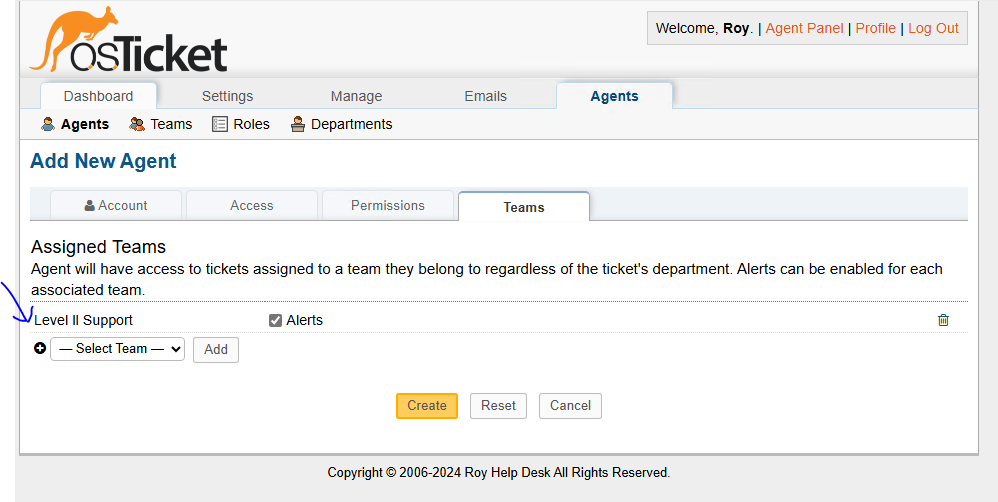 osTicket
Welcome, Roy. | Agent Panel | Profile | Log Out
Dashboard Settings Manage Emails Agents
Agents Teams Roles Departments
Add New Agent
Account Access Permissions Teams
Assigned Teams
Agent will have access to tickets assigned to a team they belong to regardless of the ticket's department. Alerts can be enabled for each
associated team.
Level II Support Alerts
— Select Team — Add
Create Reset Cancel
Copyright © 2006-2024 Roy Help Desk All Rights Reserved.